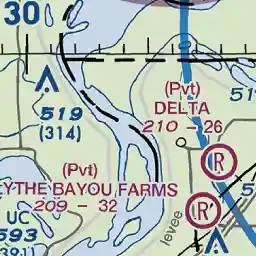 30
(Pvt)
DELTA
210 - 26
519
(314)
R
(Pvt)
YTHE BAYOU FARMS
209 - 32
R
UC
593
levee